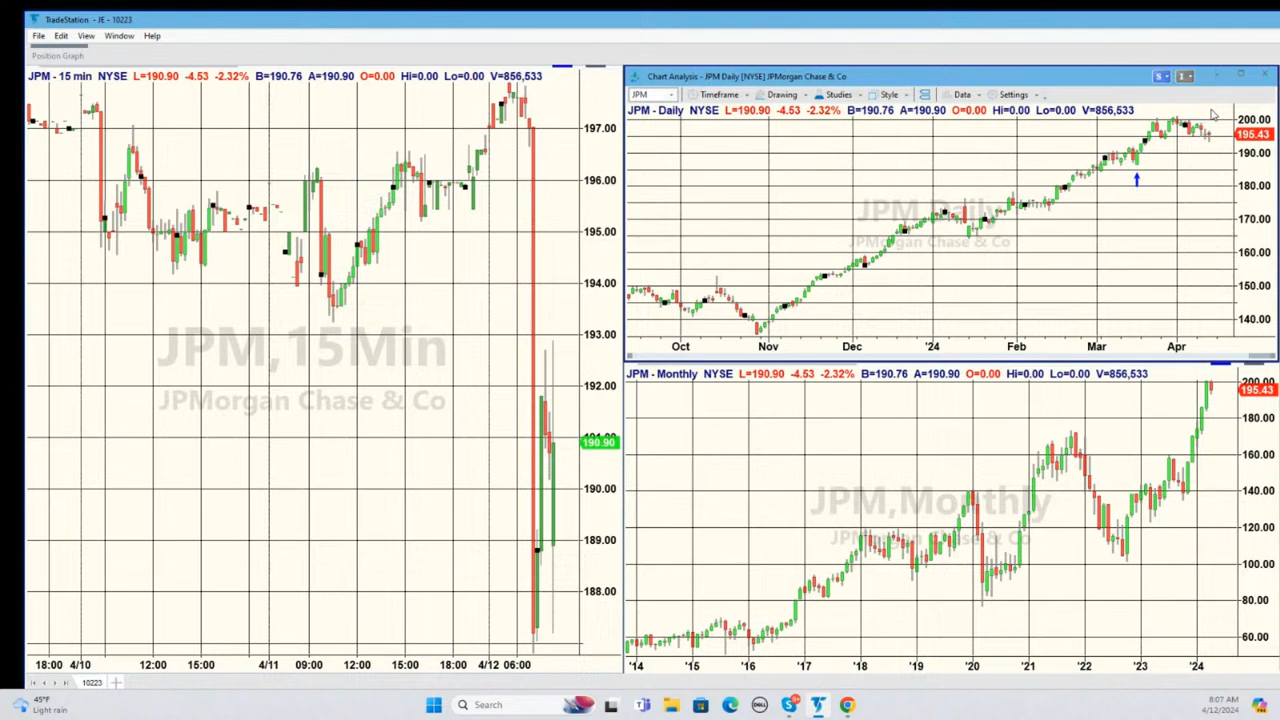 TradeStation - JE - 10223
File Edit View Window Help
Position Graph
JPM - 15 min NYSE L=190.90 -4.53 -2.32% B=190.76 A=190.90 O=0.00 Hi=0.00 Lo=0.00 V=856,533
197.00
196.00
195.00
194.00
193.00
192.00
190.90
190.00
189.00
188.00
JPM,15Min
JPMorgan Chase & Co
18:00 4/10 12:00 15:00 4/11 09:00 12:00 15:00 18:00 4/12 06:00
Chart Analysis - JPM Daily [NYSE] JPMorgan Chase & Co
S I
JPM Timeframe Drawing Studies Style Data Settings
JPM - Daily NYSE L=190.90 -4.53 -2.32% B=190.76 A=190.90 O=0.00 Hi=0.00 Lo=0.00 V=856,533
200.00
195.43
190.00
180.00
170.00
160.00
150.00
140.00
JPM Daily
JPMorgan Chase & Co
Oct Nov Dec '24 Feb Mar Apr
JPM - Monthly NYSE L=190.90 -4.53 -2.32% B=190.76 A=190.90 O=0.00 Hi=0.00 Lo=0.00 V=856,533
200.00
195.43
180.00
160.00
140.00
120.00
100.00
80.00
60.00
JPM,Monthly
JPMorgan Chase & Co
'14 '15 '16 '17 '18 '19 '20 '21 '22 '23 '24
10223
45°F
Light rain
Search
DELL
8:07 AM
4/12/2024